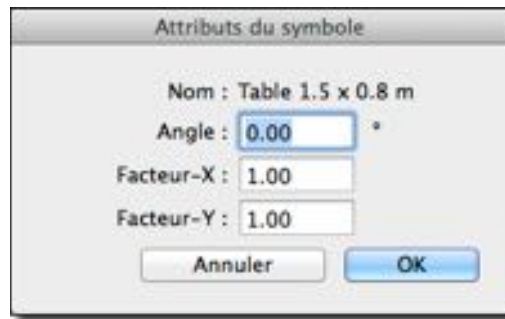 Attributs du symbole
Nom : Table 1.5 x 0.8 m
Angle : 0.00 °
Facteur-X : 1.00
Facteur-Y : 1.00
Annuler OK